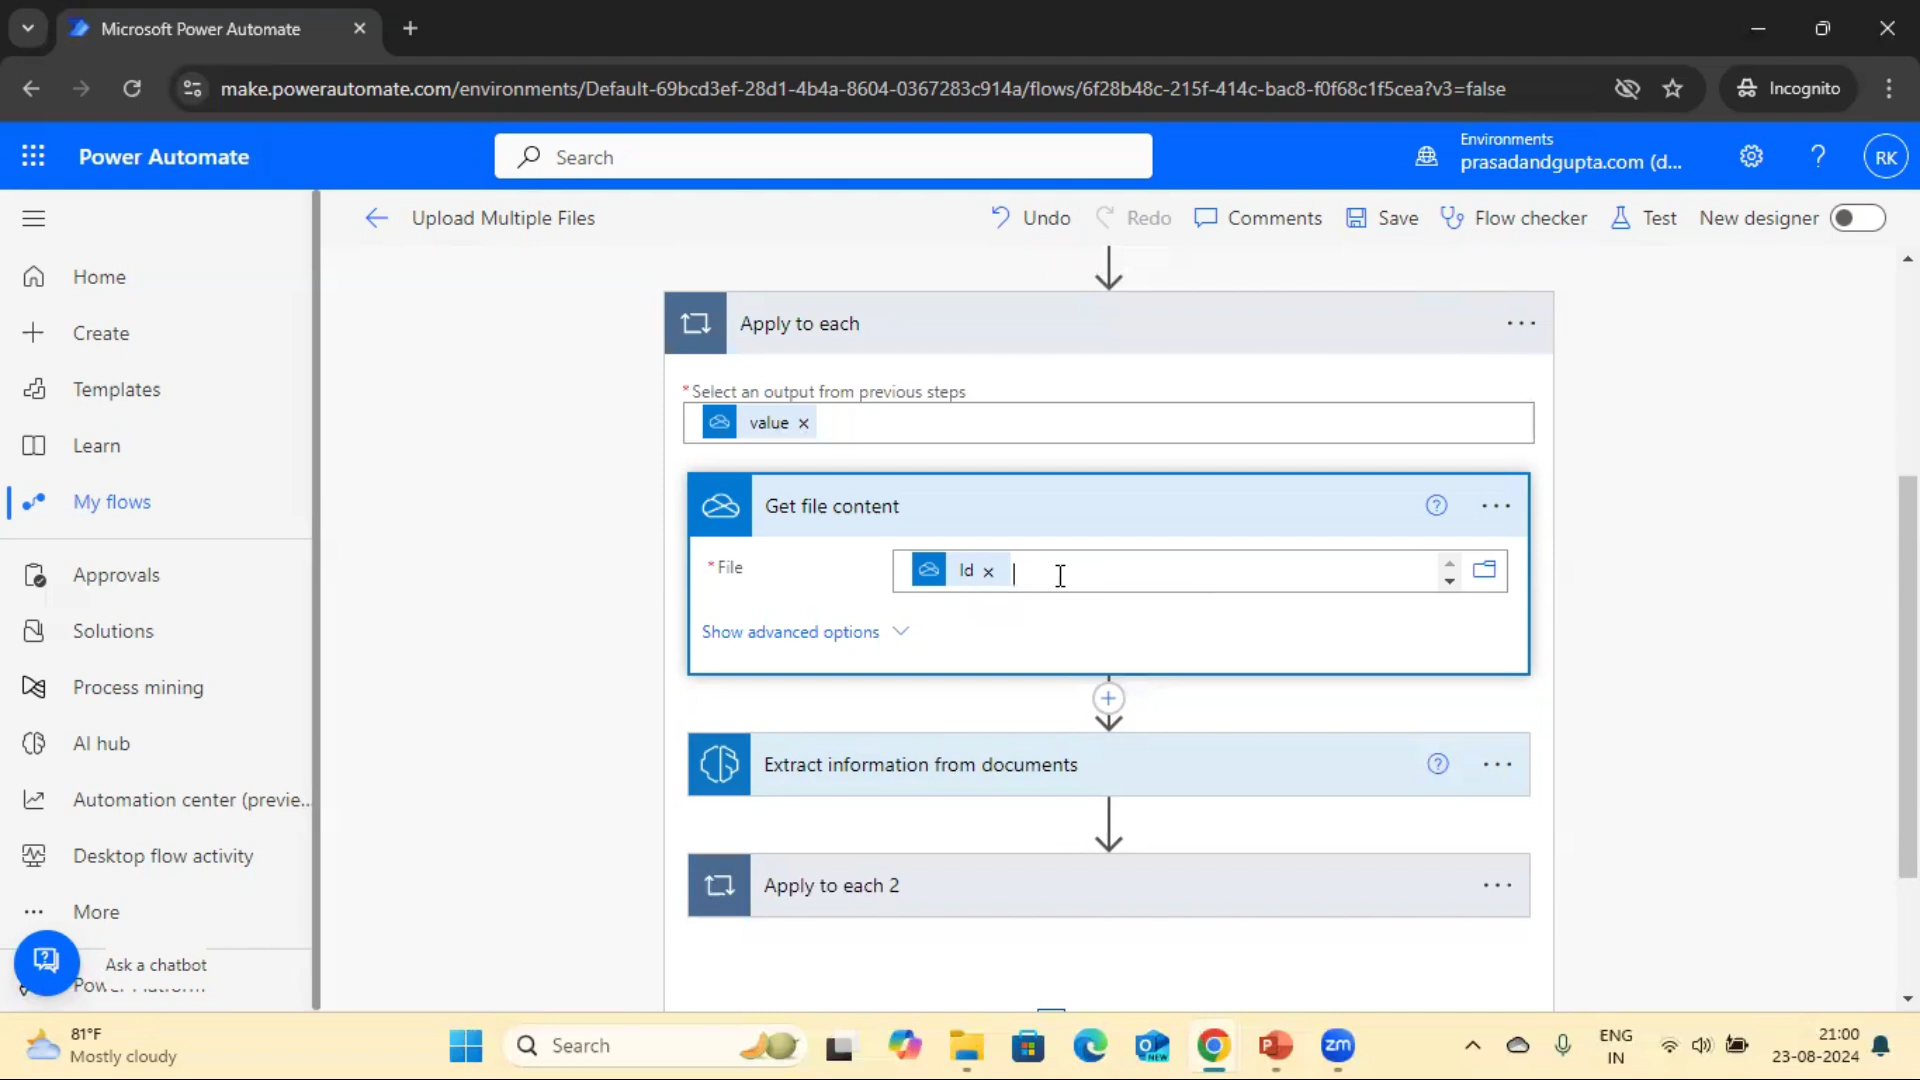 Microsoft Power Automate
make.powerautomate.com/environments/Default-69bcd3ef-28d1-4b4a-8604-0367283c914a/flows/6f28b48c-215f-414c-bac8-f0f68c1f5cea?v3=false
Incognito
Power Automate
Search
Environments
prasadandgupta.com (d...
RK
Upload Multiple Files
Undo
Redo
Comments
Save
Flow checker
Test
New designer
Home
Create
Templates
Learn
My flows
Approvals
Solutions
Process mining
AI hub
Automation center (previe...
Desktop flow activity
More
Ask a chatbot
Apply to each
* Select an output from previous steps
value
Get file content
* File
Id
Show advanced options
Extract information from documents
Apply to each 2
81°F
Mostly cloudy
Search
NEW
zm
ENG
IN
21:00
23-08-2024